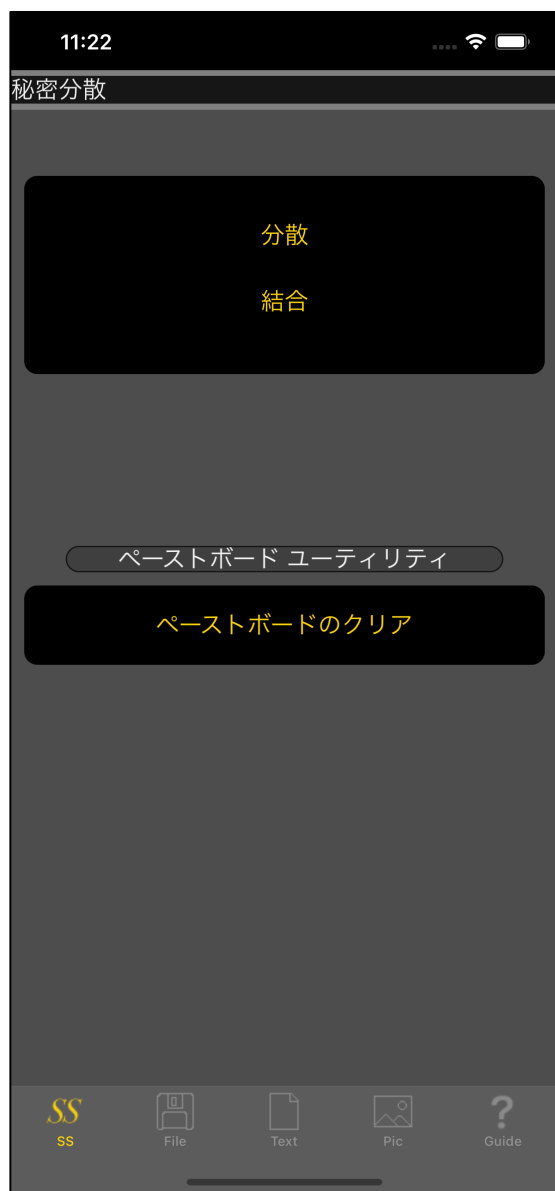 11:22
秘密分散
分散
結合
ペーストボード ユーティリティ
ペーストボードのクリア
SS
SS File Text Pic Guide